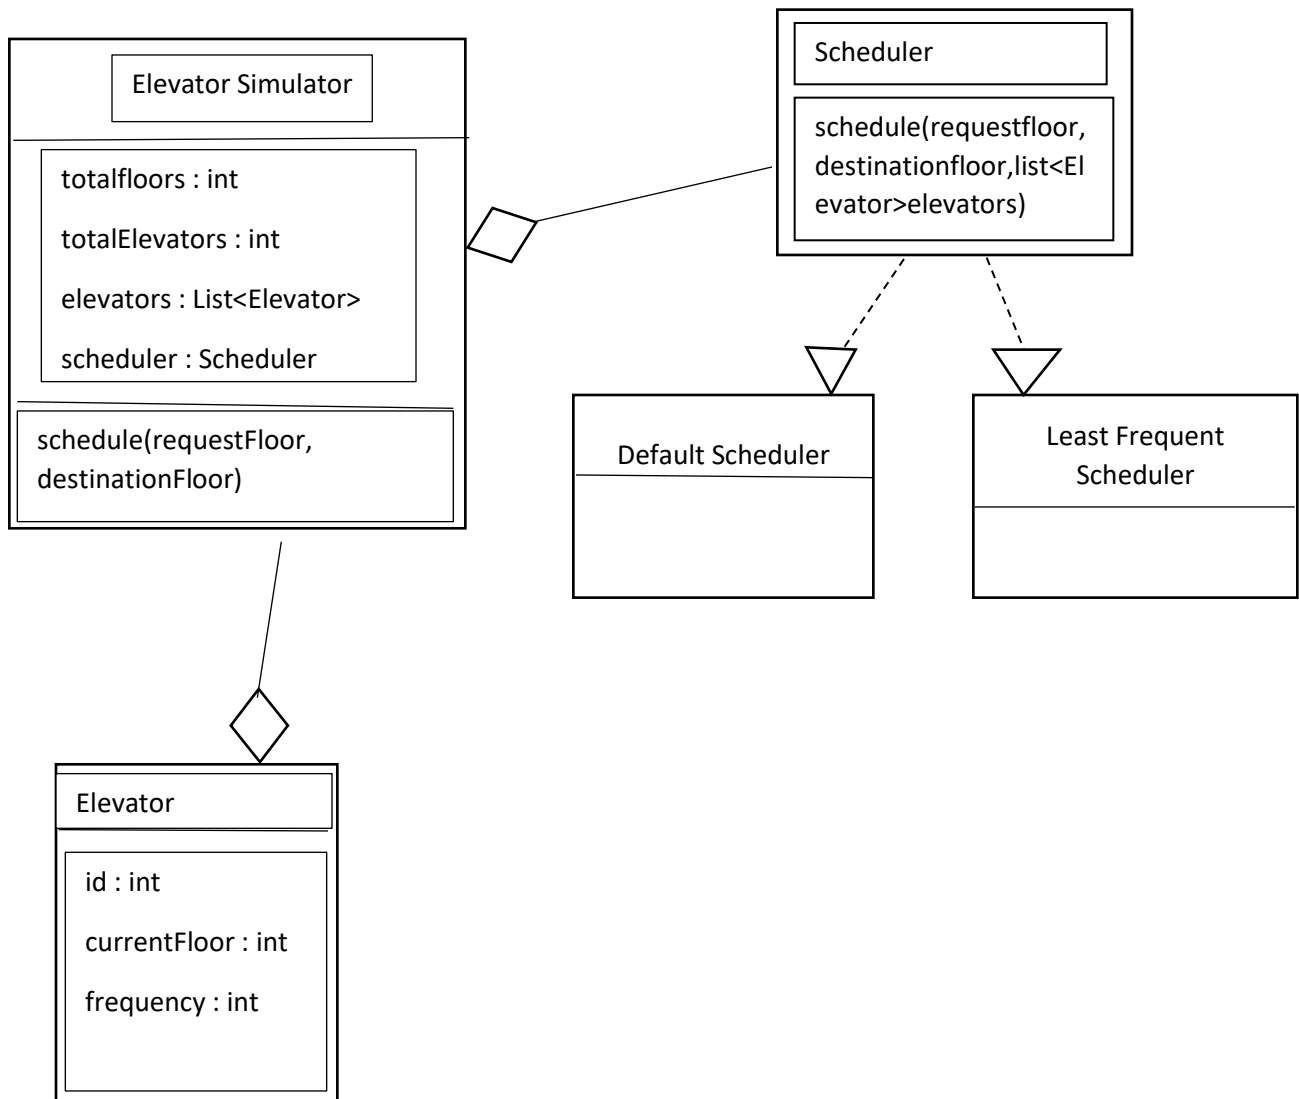 Elevator Simulator
totalfloors : int
totalElevators : int
elevators : List<Elevator>
scheduler : Scheduler
schedule(requestFloor,
destinationFloor)
Scheduler
schedule(requestfloor,
destinationfloor,list<El
evator>elevators)
Default Scheduler
Least Frequent
Scheduler
Elevator
id : int
currentFloor : int
frequency : int